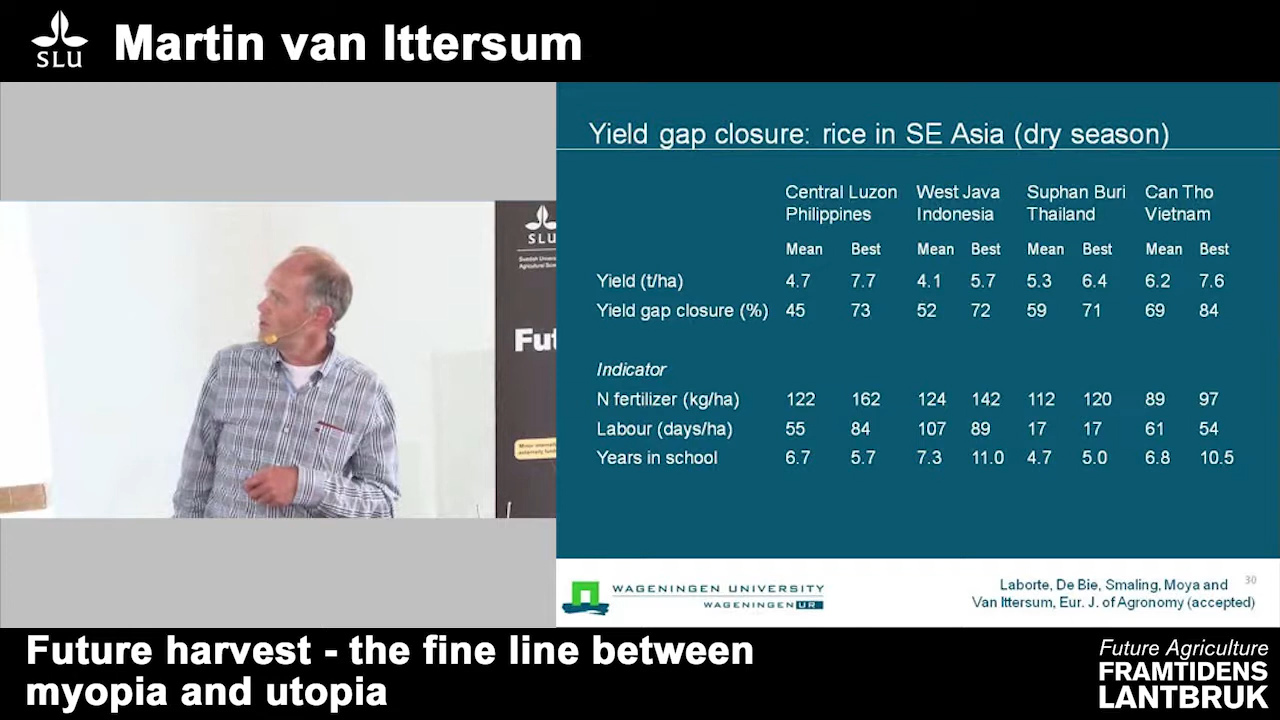 SLU
Martin van Ittersum
SLU
Swedish
Agricultural
Fut
Yield gap closure: rice in SE Asia (dry season)
Central Luzon West Java Suphan Buri Can Tho
Philippines Indonesia Thailand Vietnam
Mean Best Mean Best Mean Best Mean Best
Yield (t/ha) 4.7 7.7 4.1 5.7 5.3 6.4 6.2 7.6
Yield gap closure (%) 45 73 52 72 59 71 69 84
Indicator
N fertilizer (kg/ha) 122 162 124 142 112 120 89 97
Labour (days/ha) 55 84 107 89 17 17 61 54
Years in school 6.7 5.7 7.3 11.0 4.7 5.0 6.8 10.5
WAGENINGEN UNIVERSITY
WAGENINGEN UR
Laborte, De Bie, Smaling, Moya and 30
Van Ittersum, Eur. J. of Agronomy (accepted)
Future harvest - the fine line between
myopia and utopia
Future Agriculture
FRAMTIDENS
LANTBRUK